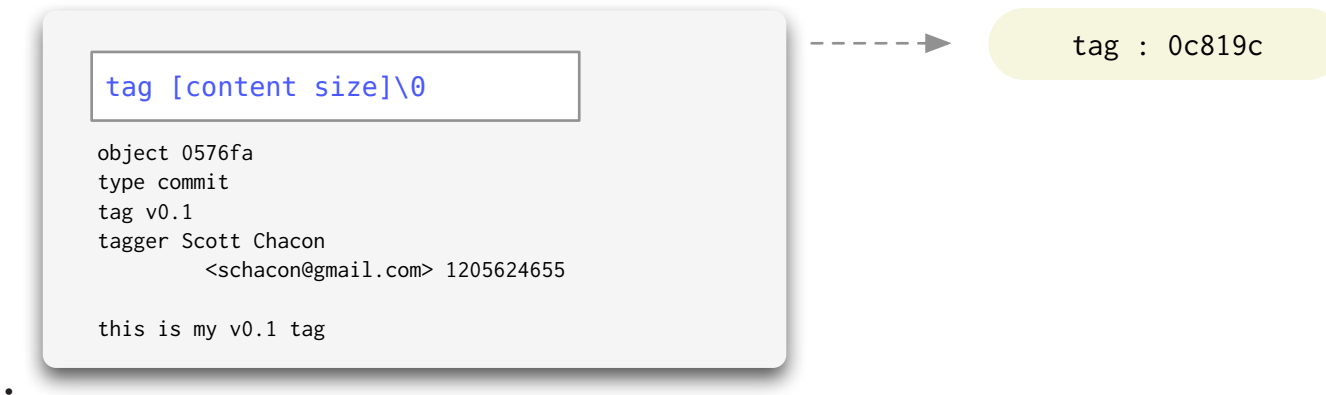 tag [content size]\0
object 0576fa
type commit
tag v0.1
tagger Scott Chacon
<schacon@gmail.com> 1205624655
this is my v0.1 tag
tag : 0c819c